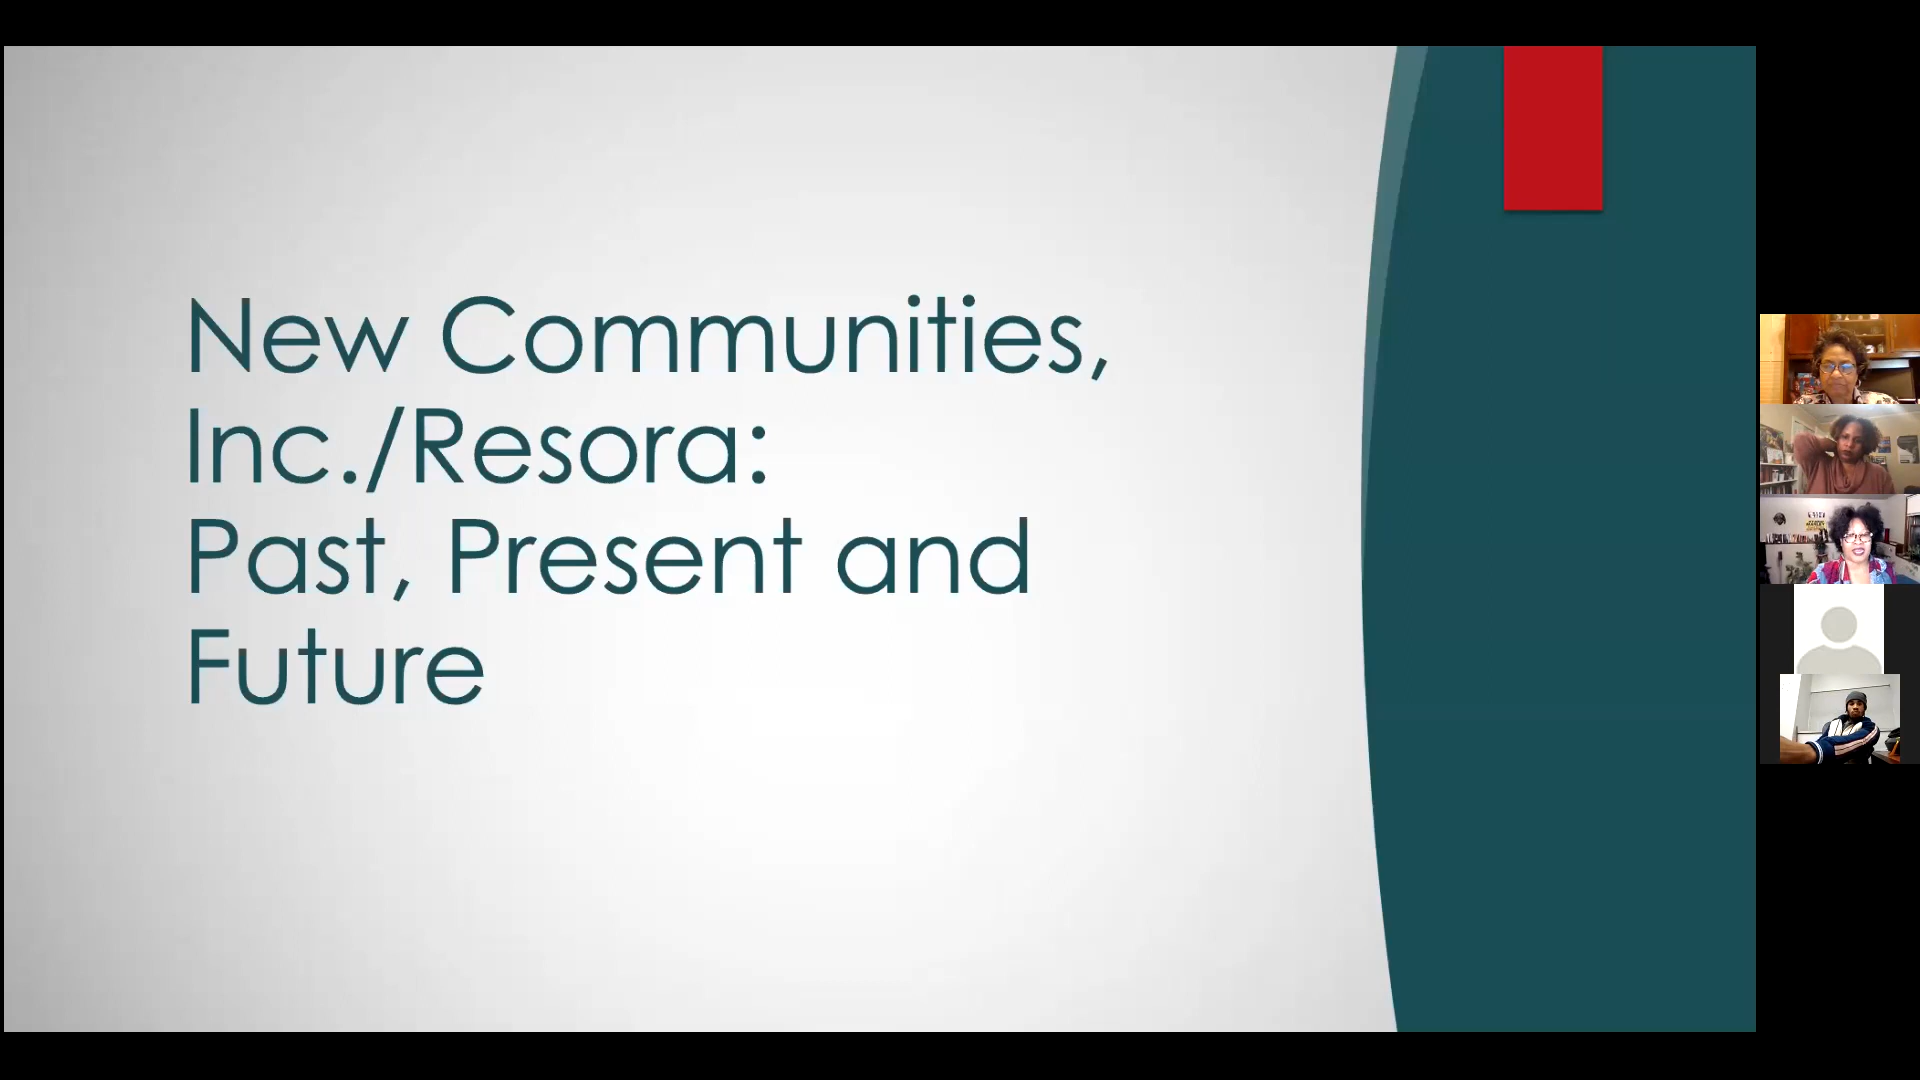 New Communities,
Inc./Resora:
Past, Present and
Future